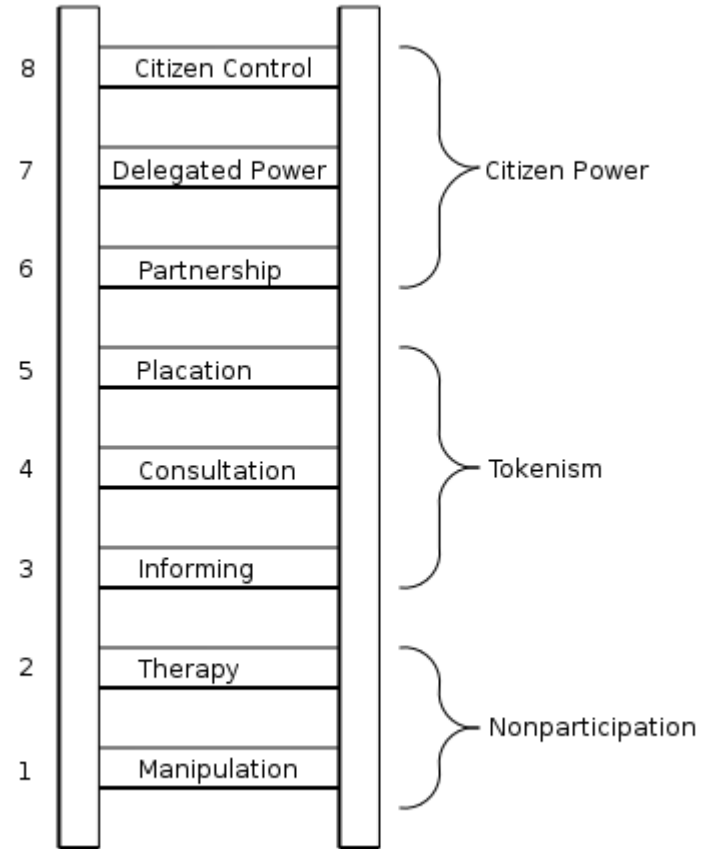 8 Citizen Control
7 Delegated Power
Citizen Power
6 Partnership
5 Placation
4 Consultation
Tokenism
3 Informing
2 Therapy
Nonparticipation
1 Manipulation